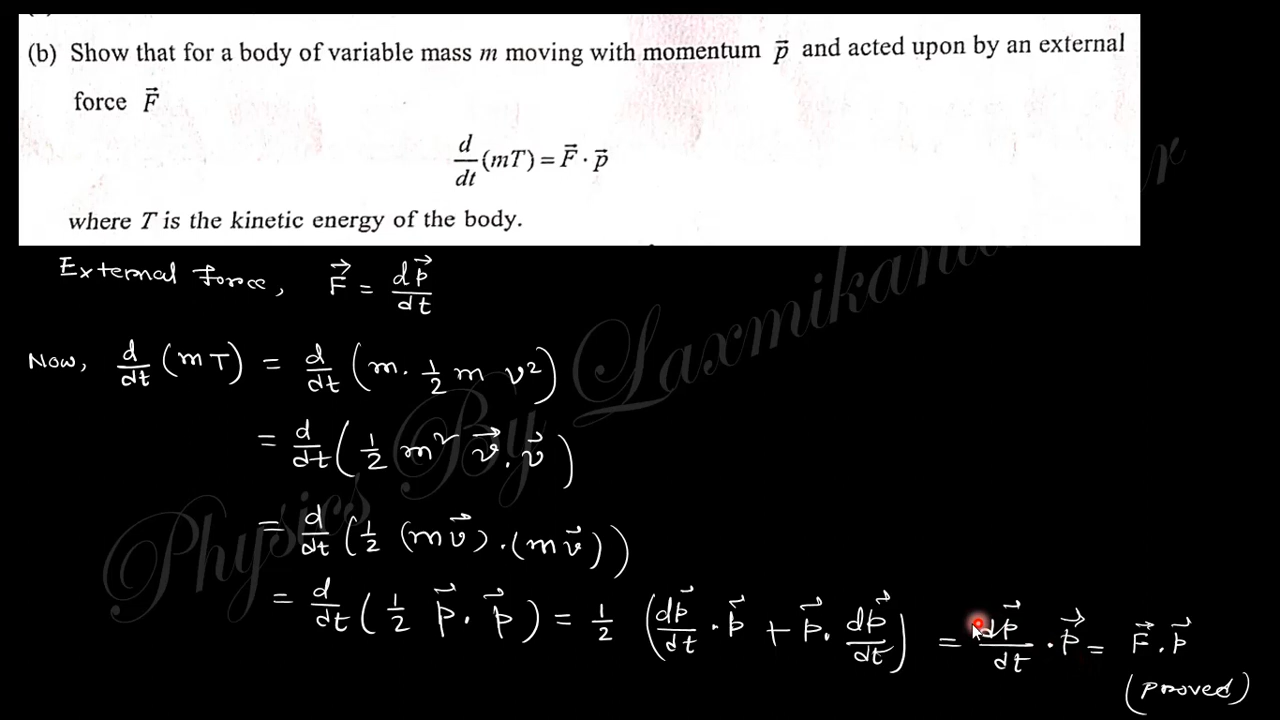 (b) Show that for a body of variable mass m moving with momentum p⃗ and acted upon by an external
force F⃗
d/dt (mT) = F⃗ · p⃗
where T is the kinetic energy of the body.
External force, F⃗ = dp⃗/dt
Now, d/dt (mT) = d/dt (m. 1/2 m v²)
= d/dt (1/2 m² v⃗. v⃗)
= d/dt (1/2 (mv⃗).(mv⃗))
= d/dt (1/2 p⃗. p⃗) = 1/2 (dp⃗/dt . p⃗ + p⃗. dp⃗/dt) = dp⃗/dt . p⃗ = F⃗. p⃗
(proved)
Physics By Laxmikanta